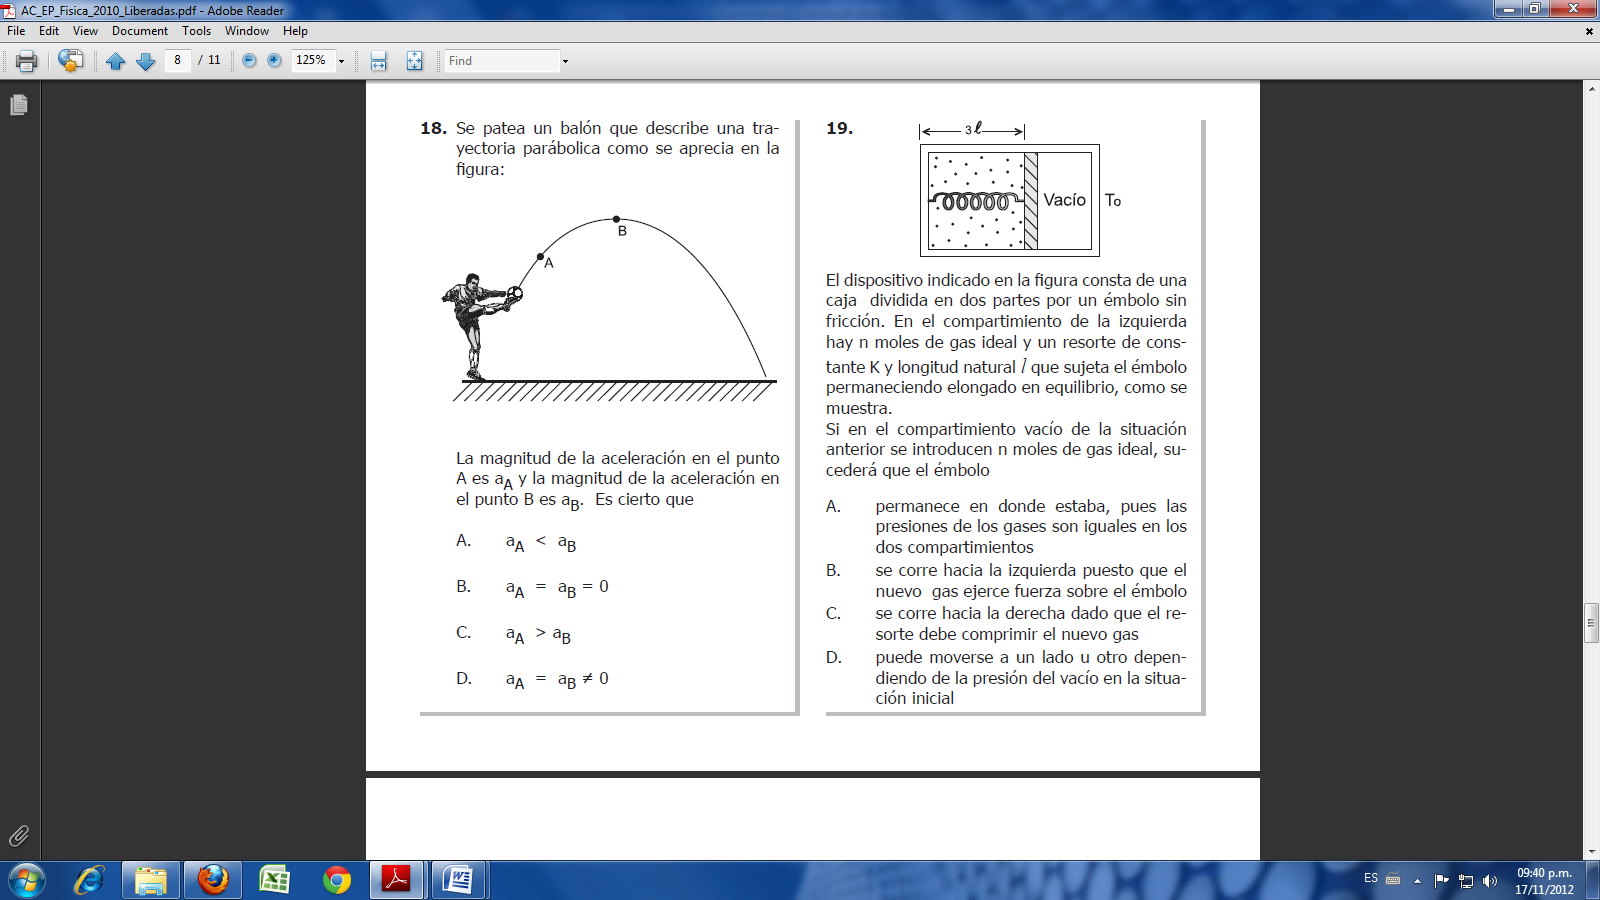 AC_EP_Fisica_2010_Liberadas.pdf - Adobe Reader
File Edit View Document Tools Window Help
8 / 11 125% Find
18. Se patea un balón que describe una tra-
yectoria parábolica como se aprecia en la
figura:
B
A
La magnitud de la aceleración en el punto
A es aA y la magnitud de la aceleración en
el punto B es aB. Es cierto que
A. aA < aB
B. aA = aB = 0
C. aA > aB
D. aA = aB ≠ 0
19.
3ℓ
Vacío To
El dispositivo indicado en la figura consta de una
caja dividida en dos partes por un émbolo sin
fricción. En el compartimiento de la izquierda
hay n moles de gas ideal y un resorte de cons-
tante K y longitud natural l que sujeta el émbolo
permaneciendo elongado en equilibrio, como se
muestra.
Si en el compartimiento vacío de la situación
anterior se introducen n moles de gas ideal, su-
cederá que el émbolo
A. permanece en donde estaba, pues las
presiones de los gases son iguales en los
dos compartimientos
B. se corre hacia la izquierda puesto que el
nuevo gas ejerce fuerza sobre el émbolo
C. se corre hacia la derecha dado que el re-
sorte debe comprimir el nuevo gas
D. puede moverse a un lado u otro depen-
diendo de la presión del vacío en la situa-
ción inicial
ES
09:40 p.m.
17/11/2012